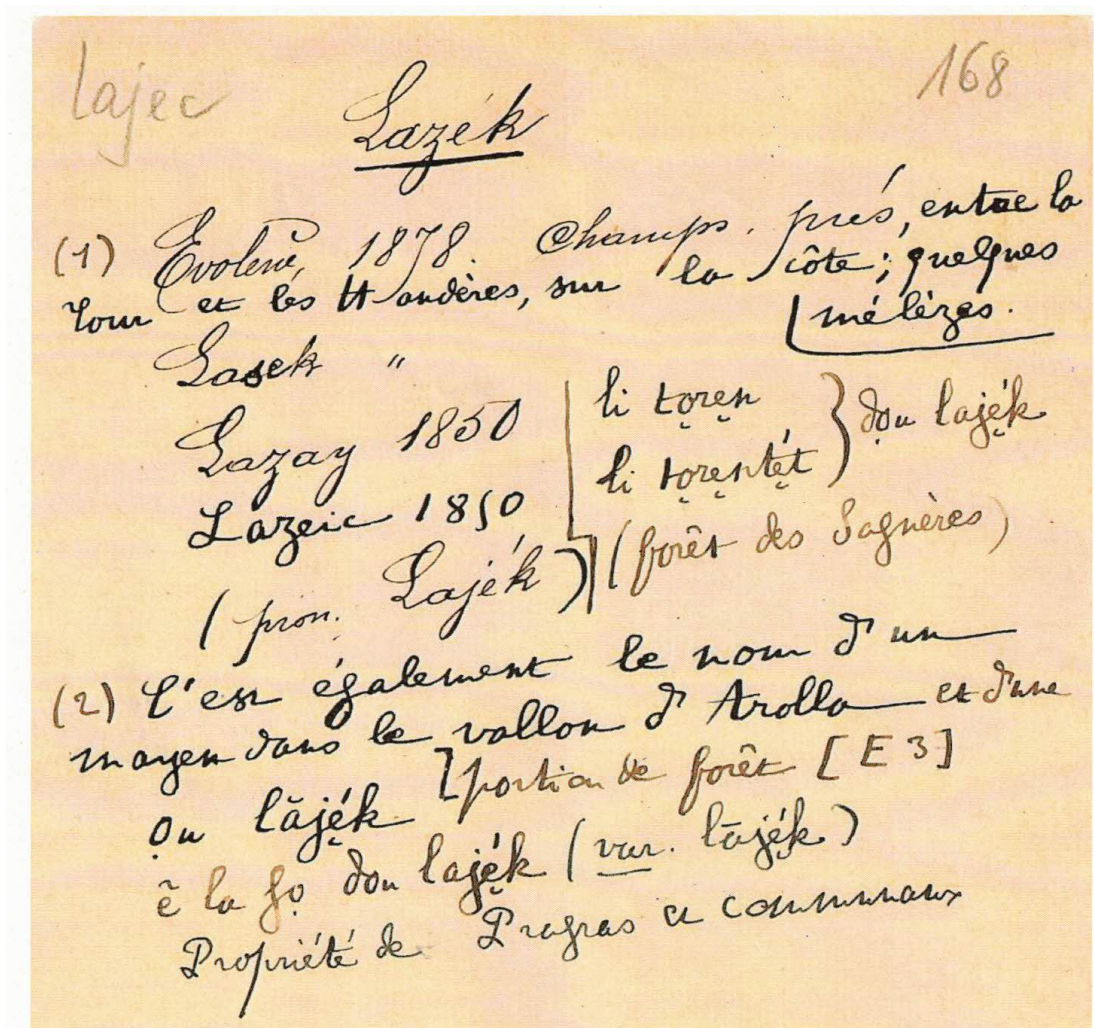 lajec
168
Lazék
(1) Evolène, 1878. Champs, prés, entre la
Tour et les Haudères, sur la côte; quelques
mélèzes.
Lasek "
Lazay 1850
li toren
li torentét
dou lajék
Lazeic 1850
(forêt des Sagnères)
(pron. Lajék)
(2) C'est également le nom d'un
mayen dans le vallon d'Arolla et d'une
portion de forêt [E 3]
ou lājék
ẽ la fo dou lajék (var. lājék)
Propriété de Pragras et communaux